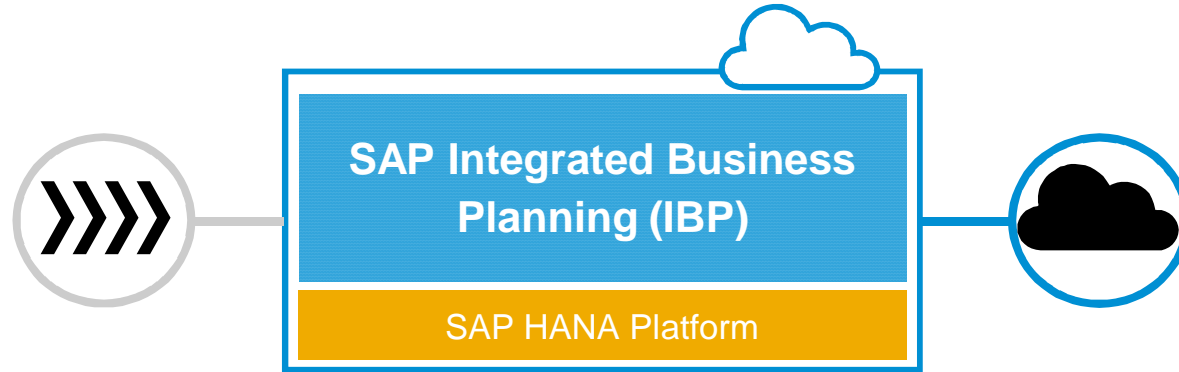 SAP Integrated Business
Planning (IBP)
SAP HANA Platform